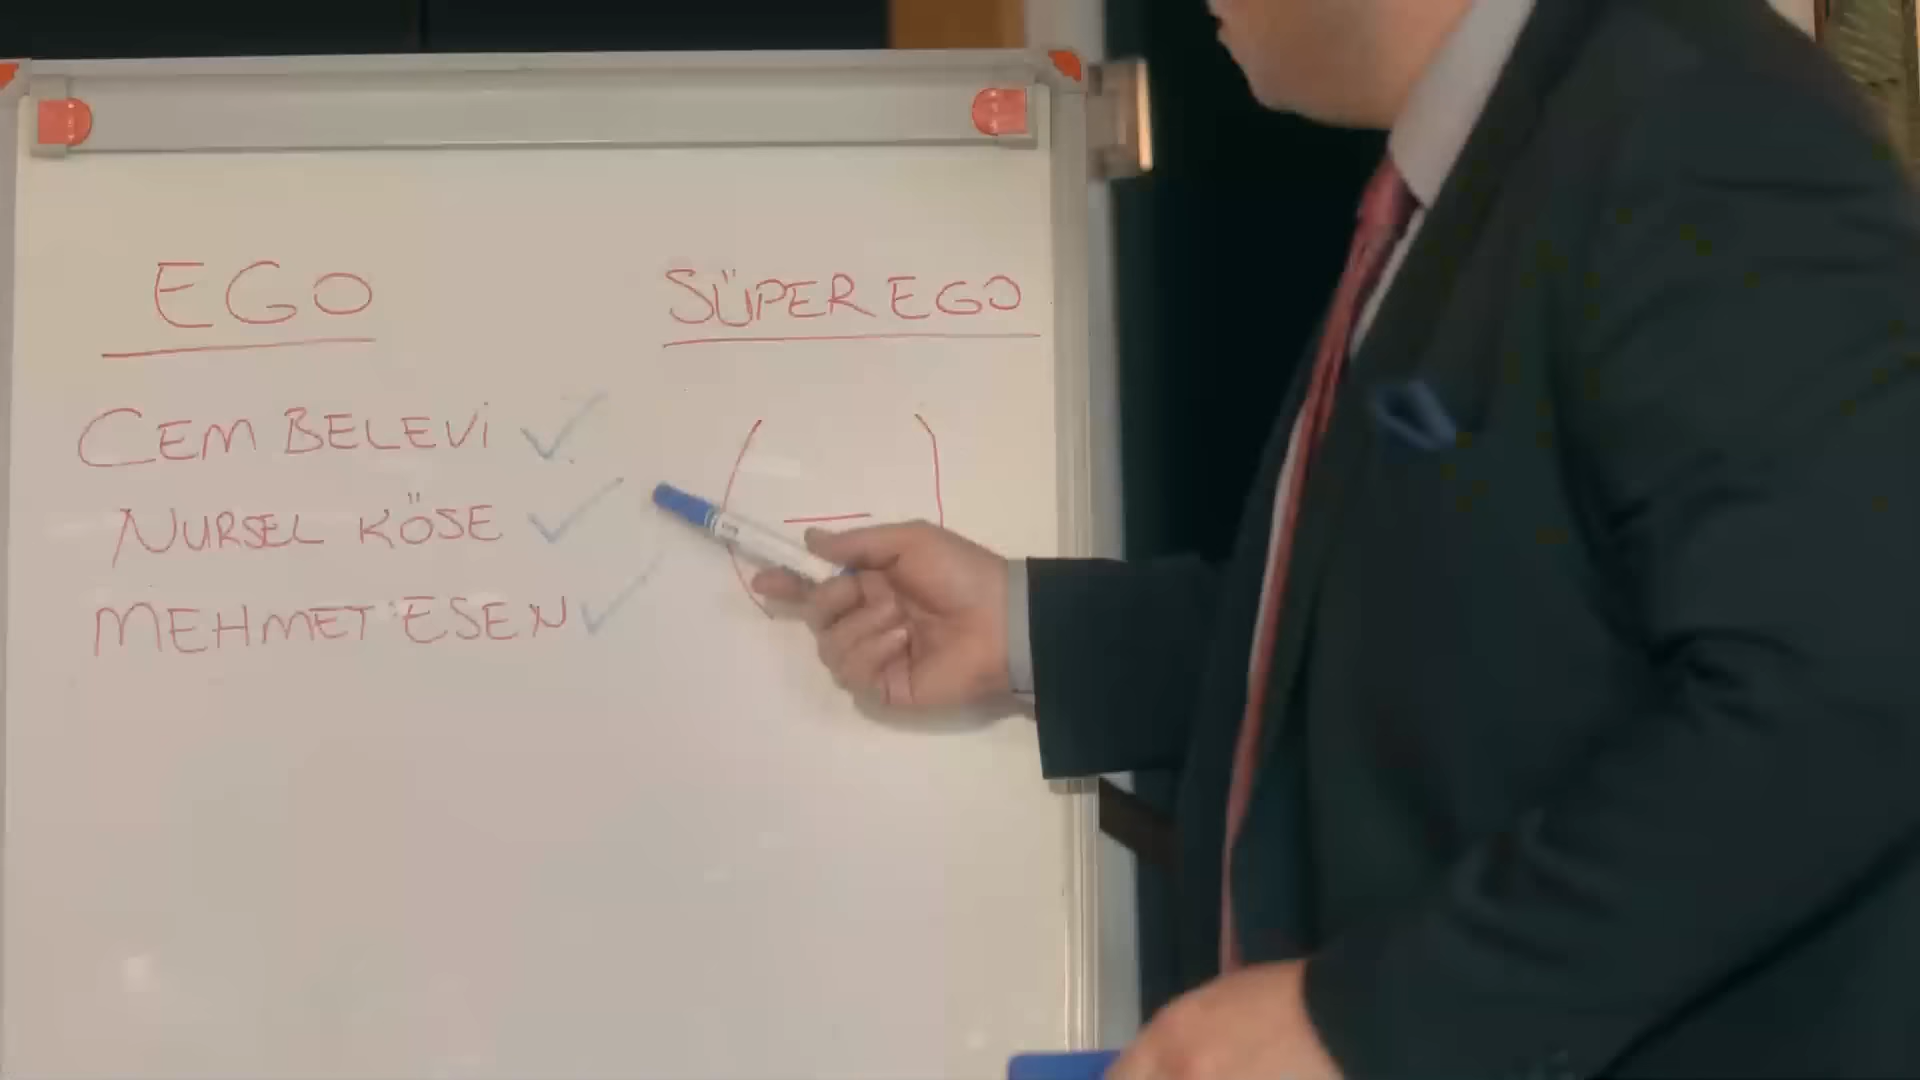 EGO
CEM BELEVİ ✓
NURSEL KÖSE ✓
MEHMET ESEN ✓
SÜPER EGO
( —  )